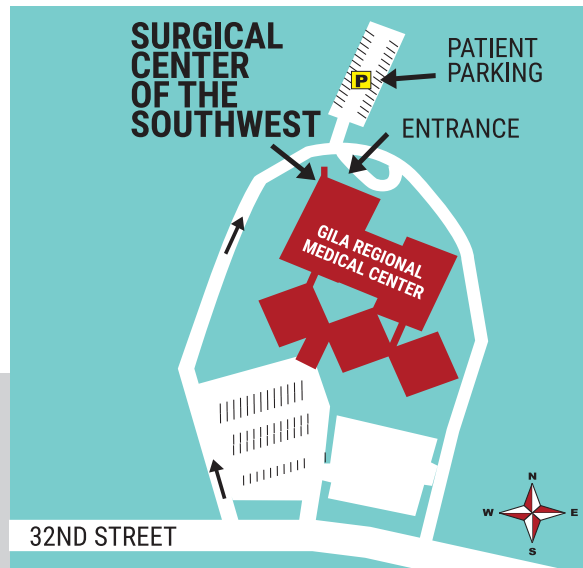 SURGICAL
CENTER
OF THE
SOUTHWEST
P
PATIENT
PARKING
ENTRANCE
GILA REGIONAL
MEDICAL CENTER
N
W E
S
32ND STREET